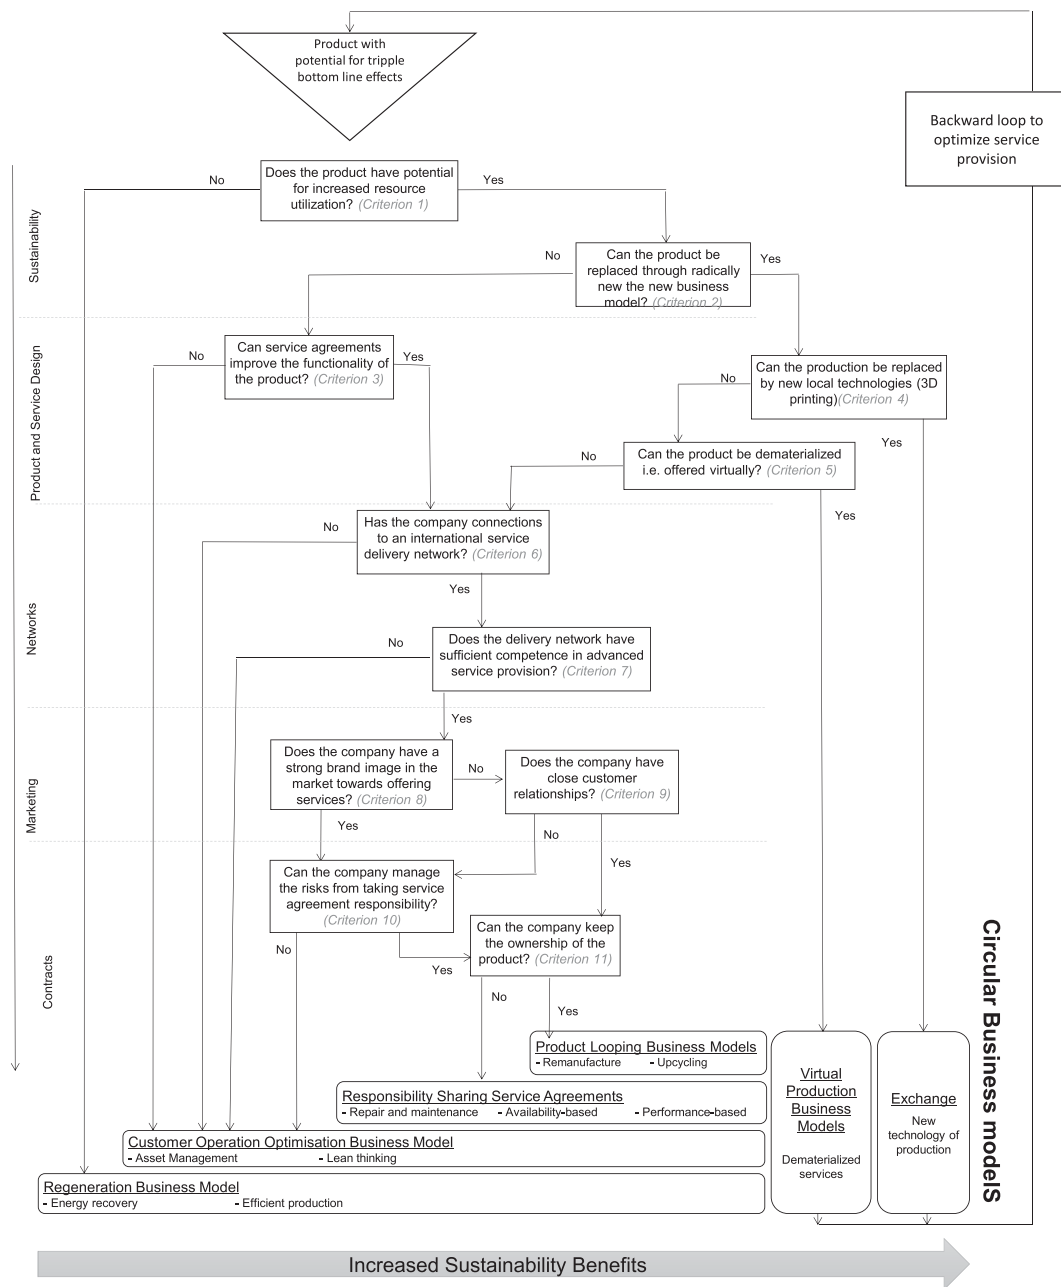 Product with
potential for tripple
bottom line effects
Backward loop to
optimize service
provision
Does the product have potential
for increased resource
utilization? (Criterion 1)
No
Yes
Sustainability
Can the product be
replaced through radically
new the new business
model? (Criterion 2)
No
Yes
Product and Service Design
Can service agreements
improve the functionality of
the product? (Criterion 3)
No
Yes
Can the production be replaced
by new local technologies (3D
printing)(Criterion 4)
No
Yes
Can the product be dematerialized
i.e. offered virtually? (Criterion 5)
No
Yes
Has the company connections
to an international service
delivery network? (Criterion 6)
No
Yes
Networks
Does the delivery network have
sufficient competence in advanced
service provision? (Criterion 7)
No
Yes
Marketing
Does the company have a
strong brand image in the
market towards offering
services? (Criterion 8)
No
Yes
Does the company have
close customer
relationships? (Criterion 9)
No
Yes
Contracts
Can the company manage
the risks from taking service
agreement responsibility?
(Criterion 10)
No
Yes
Can the company keep
the ownership of the
product? (Criterion 11)
No
Yes
Circular Business modelS
Product Looping Business Models
- Remanufacture - Upcycling
Responsibility Sharing Service Agreements
- Repair and maintenance - Availability-based - Performance-based
Customer Operation Optimisation Business Model
- Asset Management - Lean thinking
Regeneration Business Model
- Energy recovery - Efficient production
Virtual
Production
Business
Models
Dematerialized
services
Exchange
New
technology of
production
Increased Sustainability Benefits